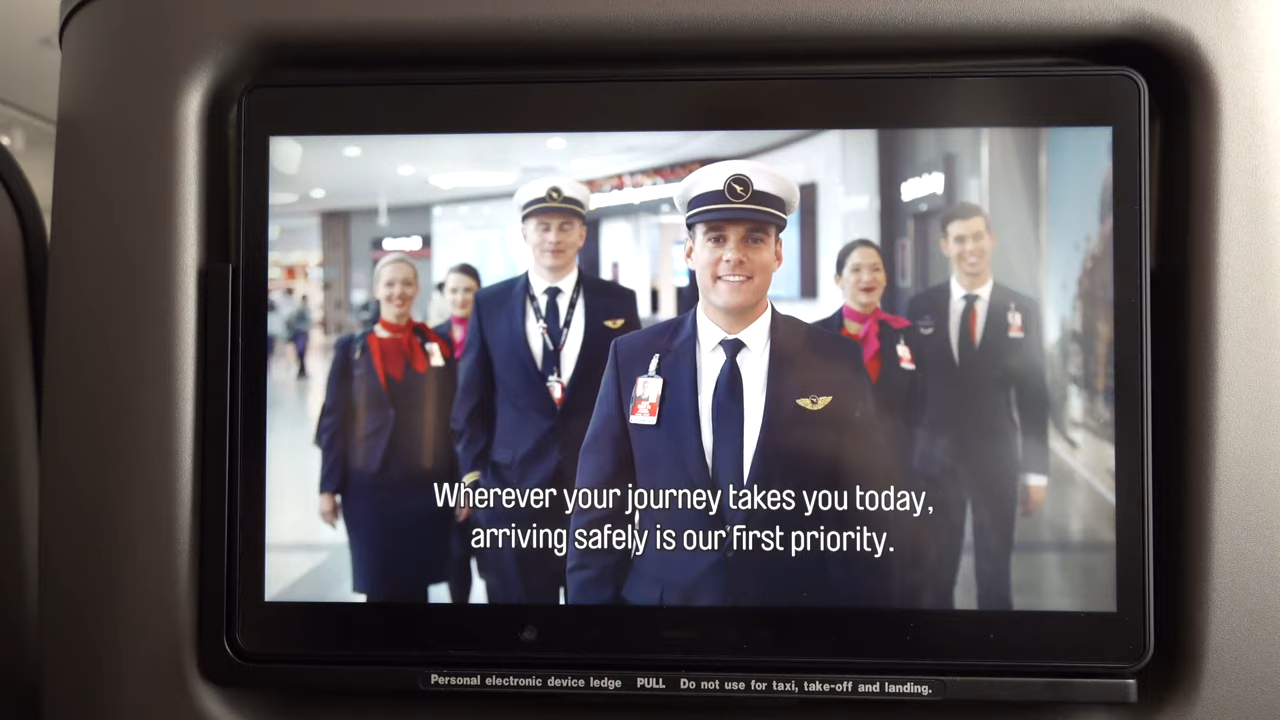 Wherever your journey takes you today,
arriving safely is our first priority.
Personal electronic device ledge PULL Do not use for taxi, take-off and landing.